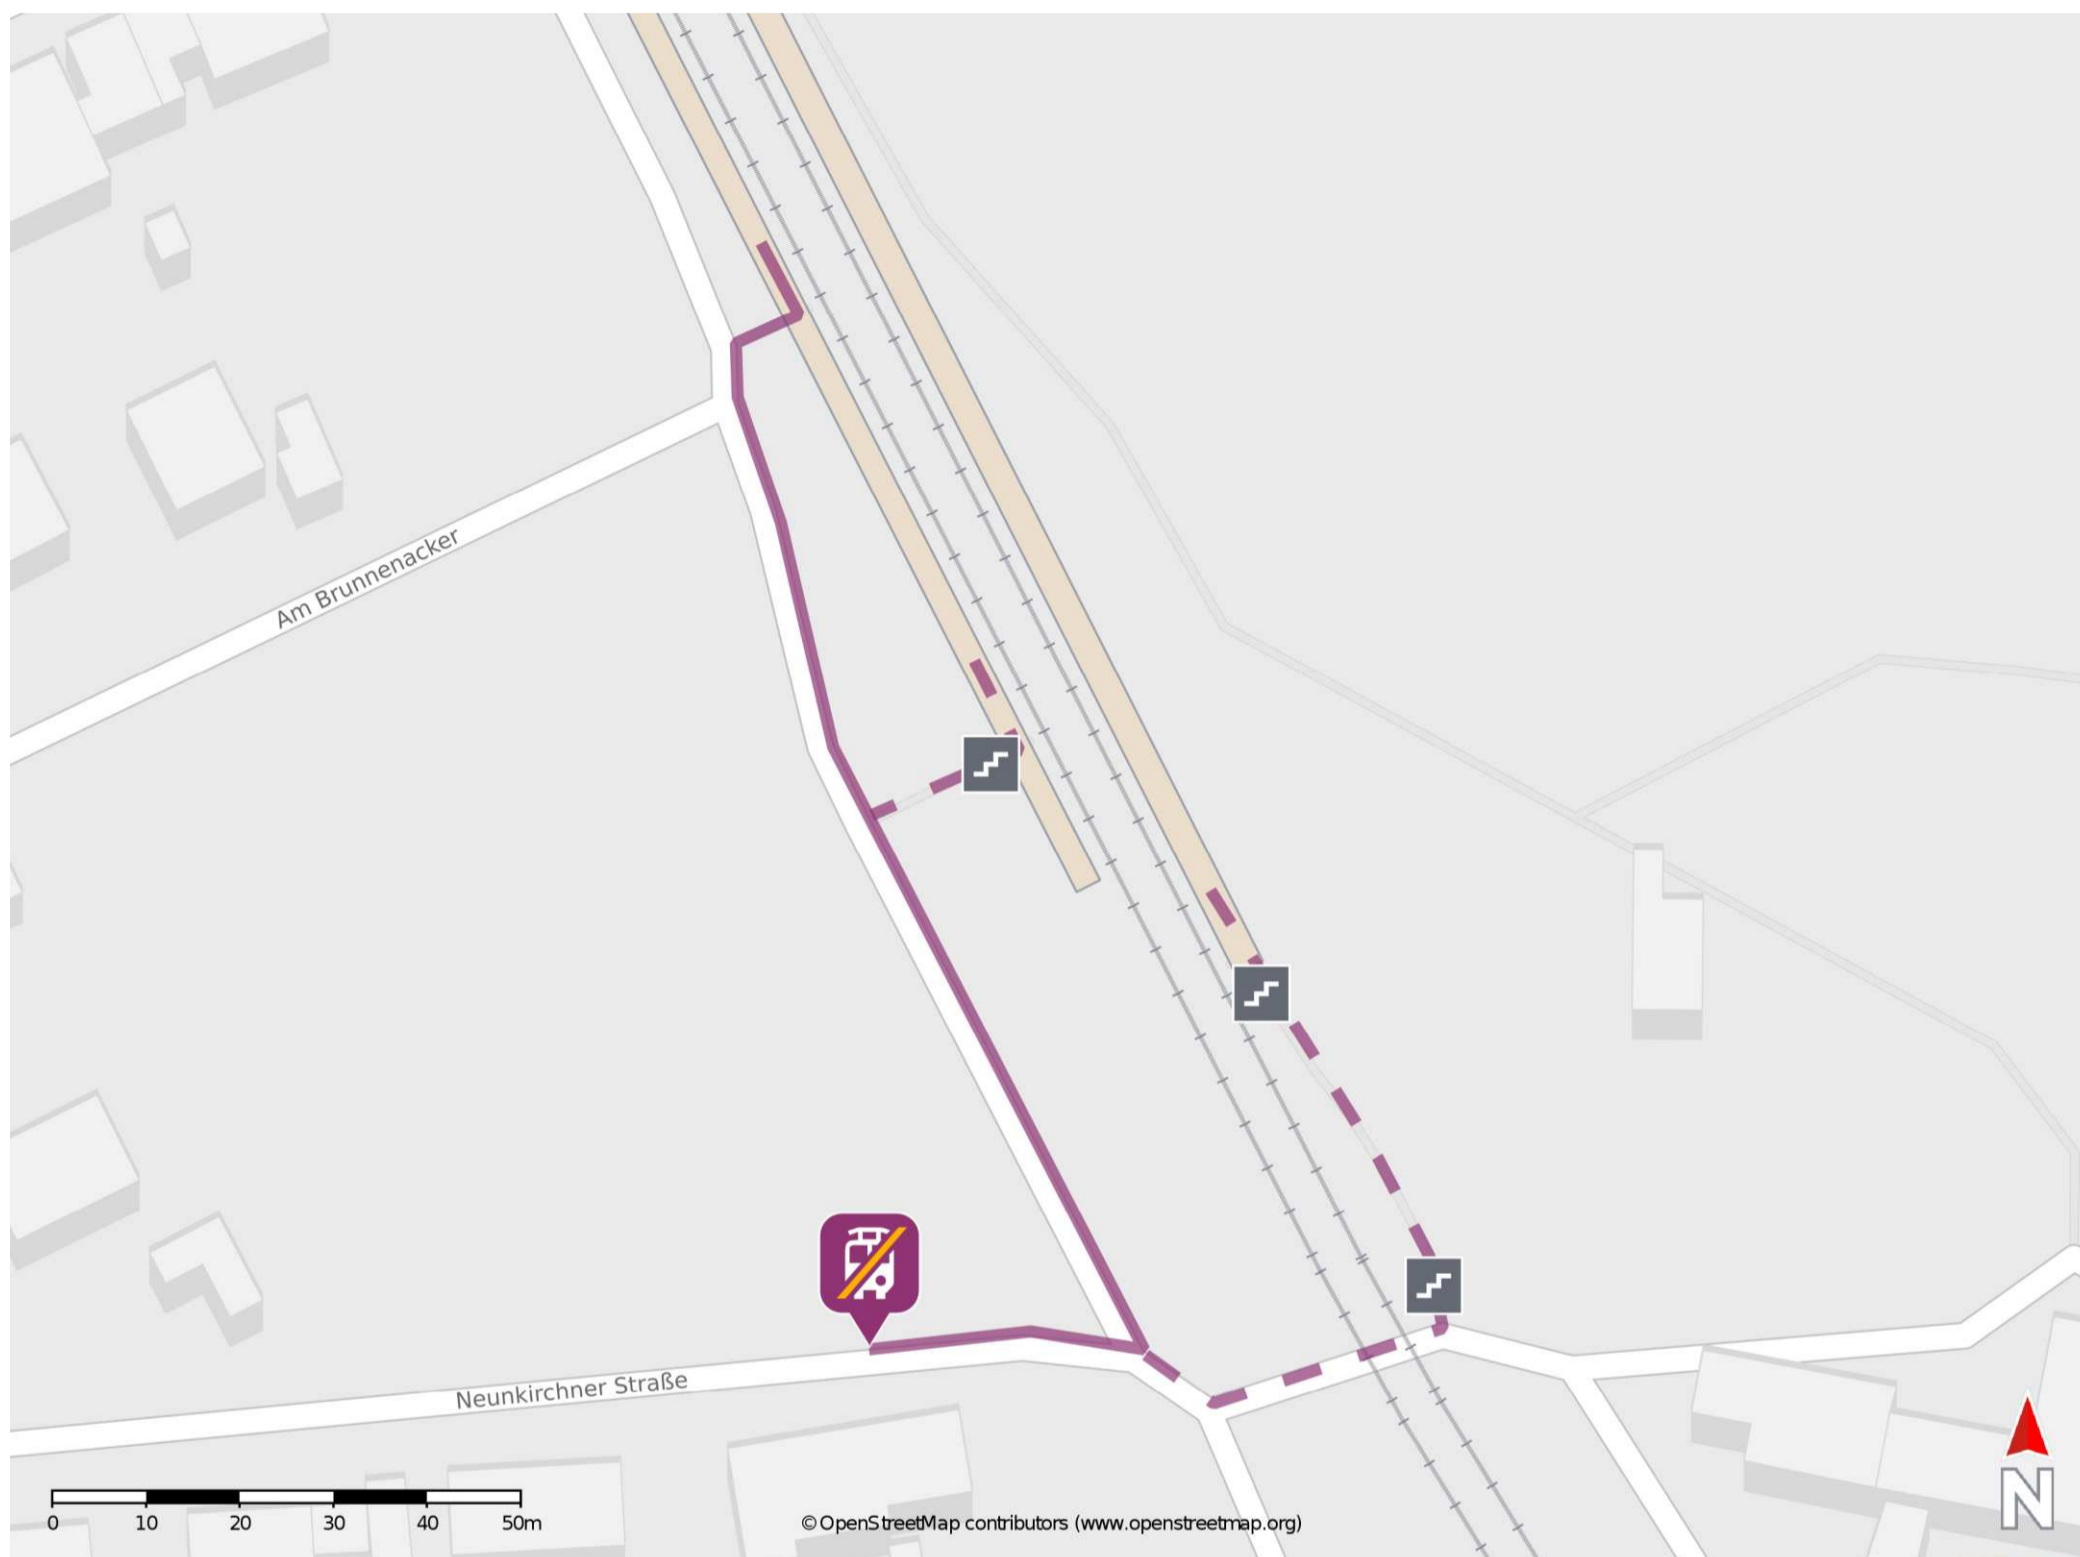 Am Brunnenacker
Neunkirchner Straße
0 10 20 30 40 50m
© OpenStreetMap contributors (www.openstreetmap.org)
N